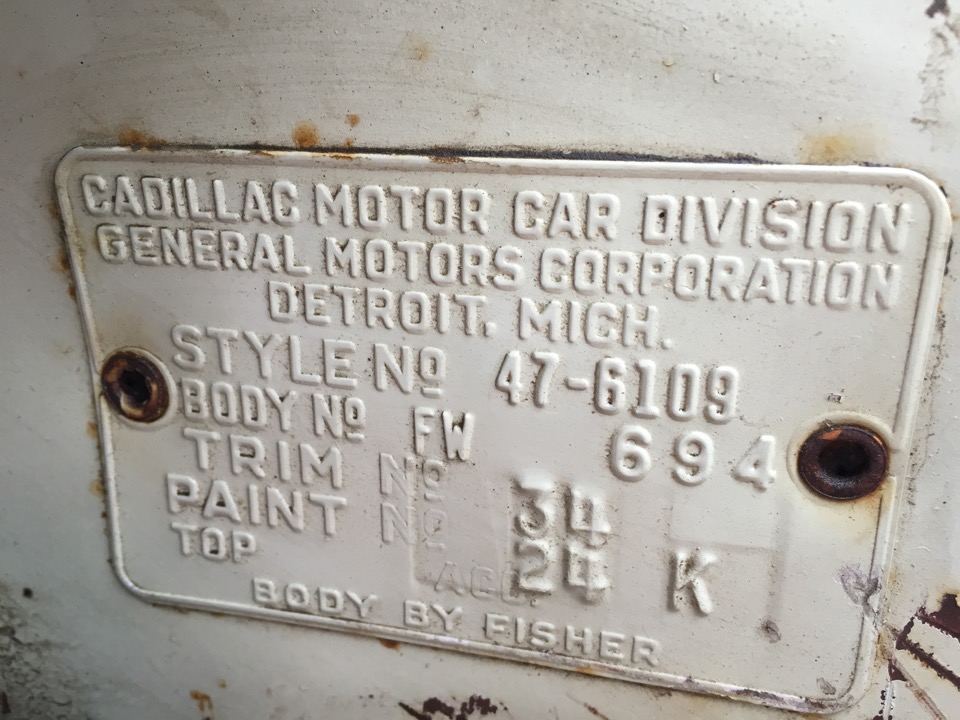 CADILLAC MOTOR CAR DIVISION
GENERAL MOTORS CORPORATION
DETROIT, MICH.
STYLE Nº 47-6109
BODY Nº FW 694
TRIM Nº 34
PAINT Nº 24 K
TOP ACC.
BODY BY FISHER